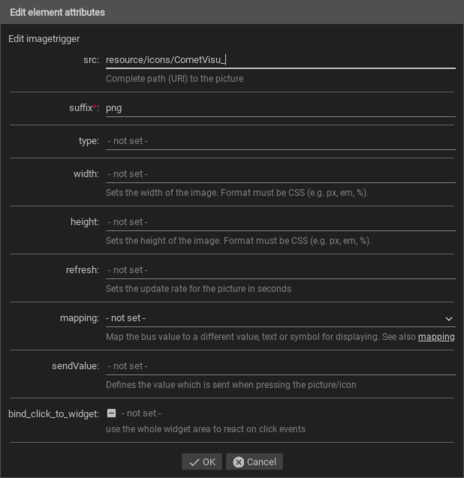 Edit element attributes
Edit imagetrigger
src: resource/icons/CometVisu_
Complete path (URI) to the picture
suffix*: png
type: - not set -
width: - not set -
Sets the width of the image. Format must be CSS (e.g. px, em, %).
height: - not set -
Sets the height of the image. Format must be CSS (e.g. px, em, %).
refresh: - not set -
Sets the update rate for the picture in seconds
mapping: - not set -
Map the bus value to a different value, text or symbol for displaying. See also mapping
sendValue: - not set -
Defines the value which is sent when pressing the picture/icon
bind_click_to_widget: - not set -
use the whole widget area to react on click events
OK Cancel